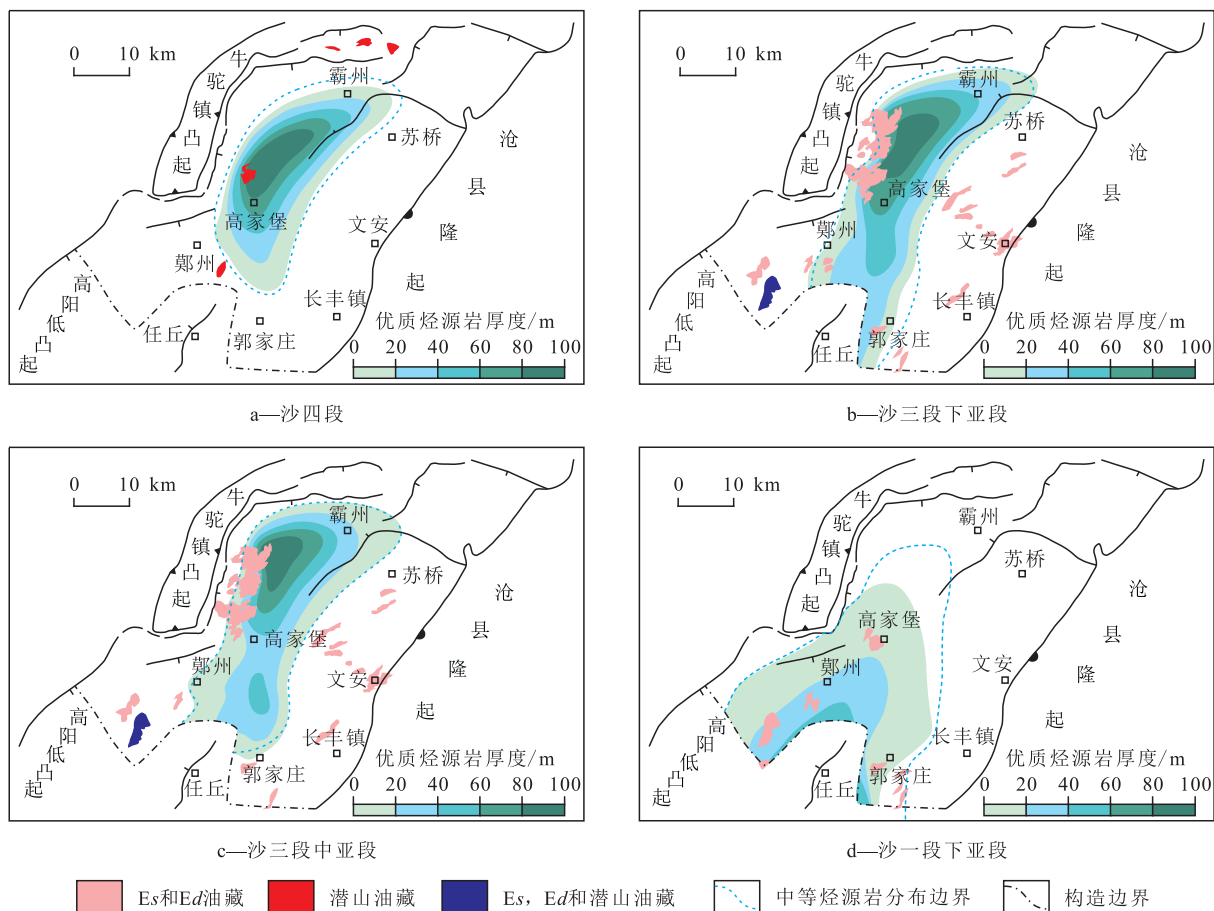 0 10 km
牛驼镇凸起
霸州
苏桥
沧县隆起
高家堡
文安
鄚州
高阳低凸起
长丰镇
任丘
郭家庄
优质烃源岩厚度/m
0 20 40 60 80 100
a—沙四段
0 10 km
牛驼镇凸起
霸州
苏桥
沧县隆起
高家堡
文安
鄚州
高阳低凸起
长丰镇
任丘
郭家庄
优质烃源岩厚度/m
0 20 40 60 80 100
b—沙三段下亚段
0 10 km
牛驼镇凸起
霸州
苏桥
沧县隆起
高家堡
文安
鄚州
高阳低凸起
长丰镇
任丘
郭家庄
优质烃源岩厚度/m
0 20 40 60 80 100
c—沙三段中亚段
0 10 km
牛驼镇凸起
霸州
苏桥
沧县隆起
高家堡
文安
鄚州
高阳低凸起
长丰镇
任丘
郭家庄
优质烃源岩厚度/m
0 20 40 60 80 100
d—沙一段下亚段
Es和Ed油藏 潜山油藏 Es，Ed和潜山油藏 中等烃源岩分布边界 构造边界